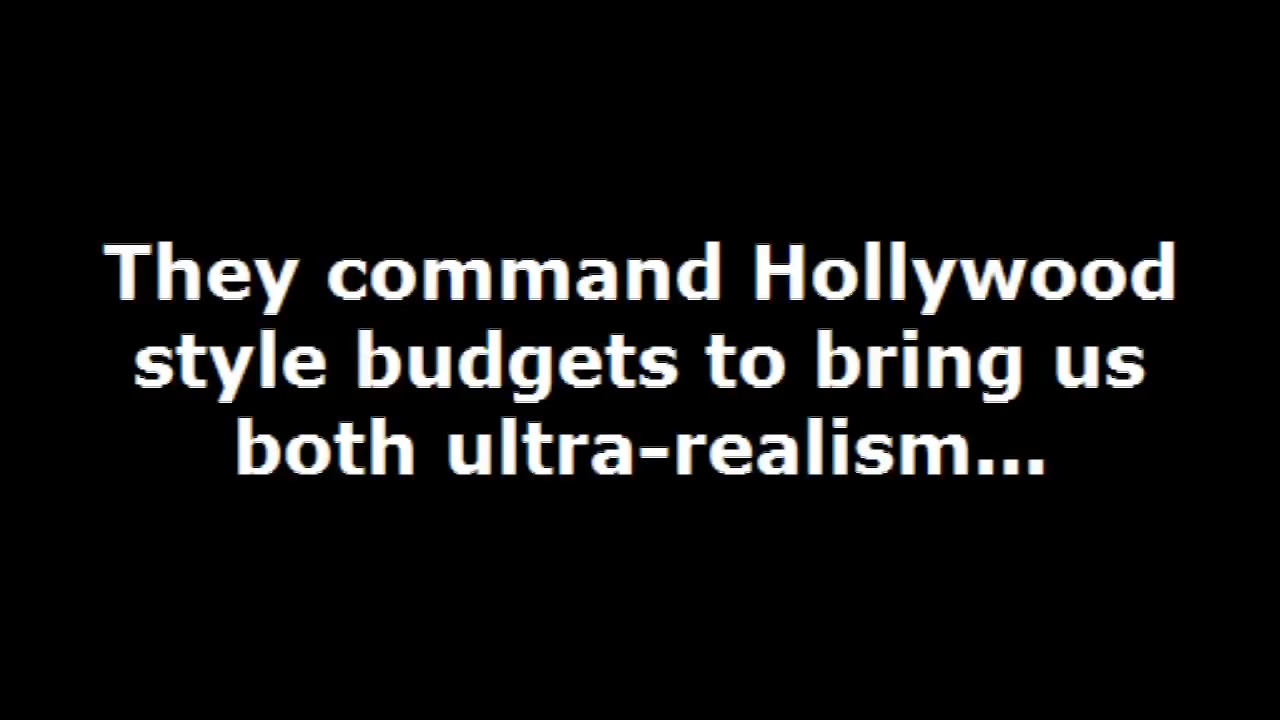 They command Hollywood
style budgets to bring us
both ultra-realism...